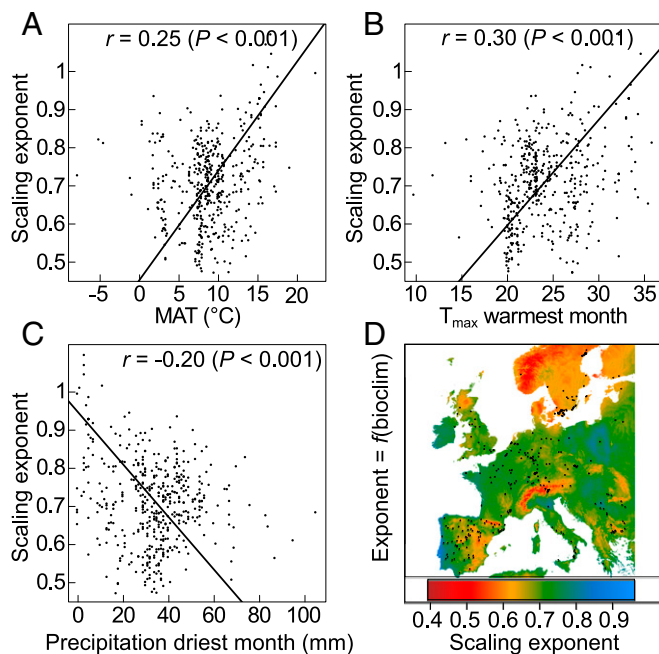 A
r = 0.25 (P < 0.001)
Scaling exponent
1
0.9
0.8
0.7
0.6
0.5
-5 0 5 10 15 20
MAT (°C)
B
r = 0.30 (P < 0.001)
Scaling exponent
1
0.9
0.8
0.7
0.6
0.5
10 15 20 25 30 35
Tmax warmest month
C
r = -0.20 (P < 0.001)
Scaling exponent
1
0.9
0.8
0.7
0.6
0.5
0 20 40 60 80 100
Precipitation driest month (mm)
D
Exponent = f(bioclim)
0.4 0.5 0.6 0.7 0.8 0.9
Scaling exponent